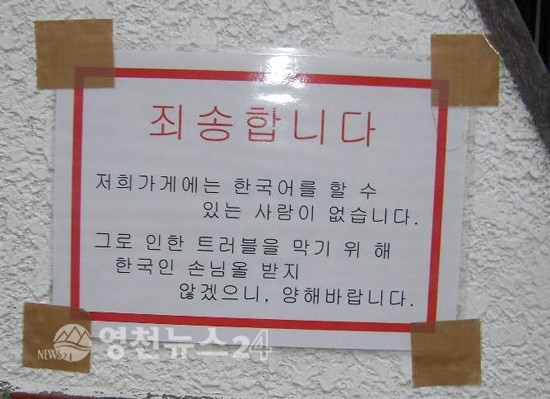 죄송합니다
저희가게에는 한국어를 할 수
있는 사람이 없습니다.
그로 인한 트러블을 막기 위 해
한국인 손님올 받지
않겠으니, 양해바랍니다.
NEWS24 영천뉴스24